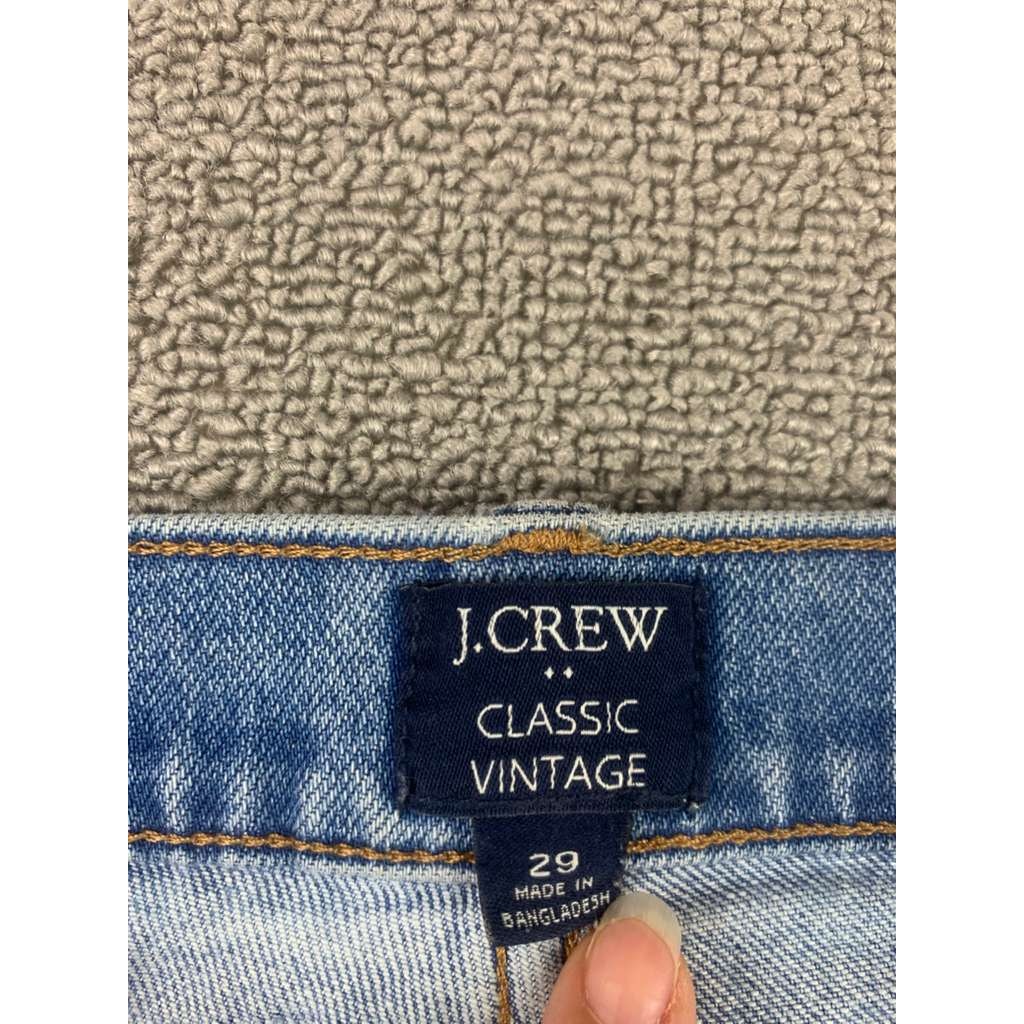 J.CREW
CLASSIC
VINTAGE
29
MADE IN
BANGLADESH